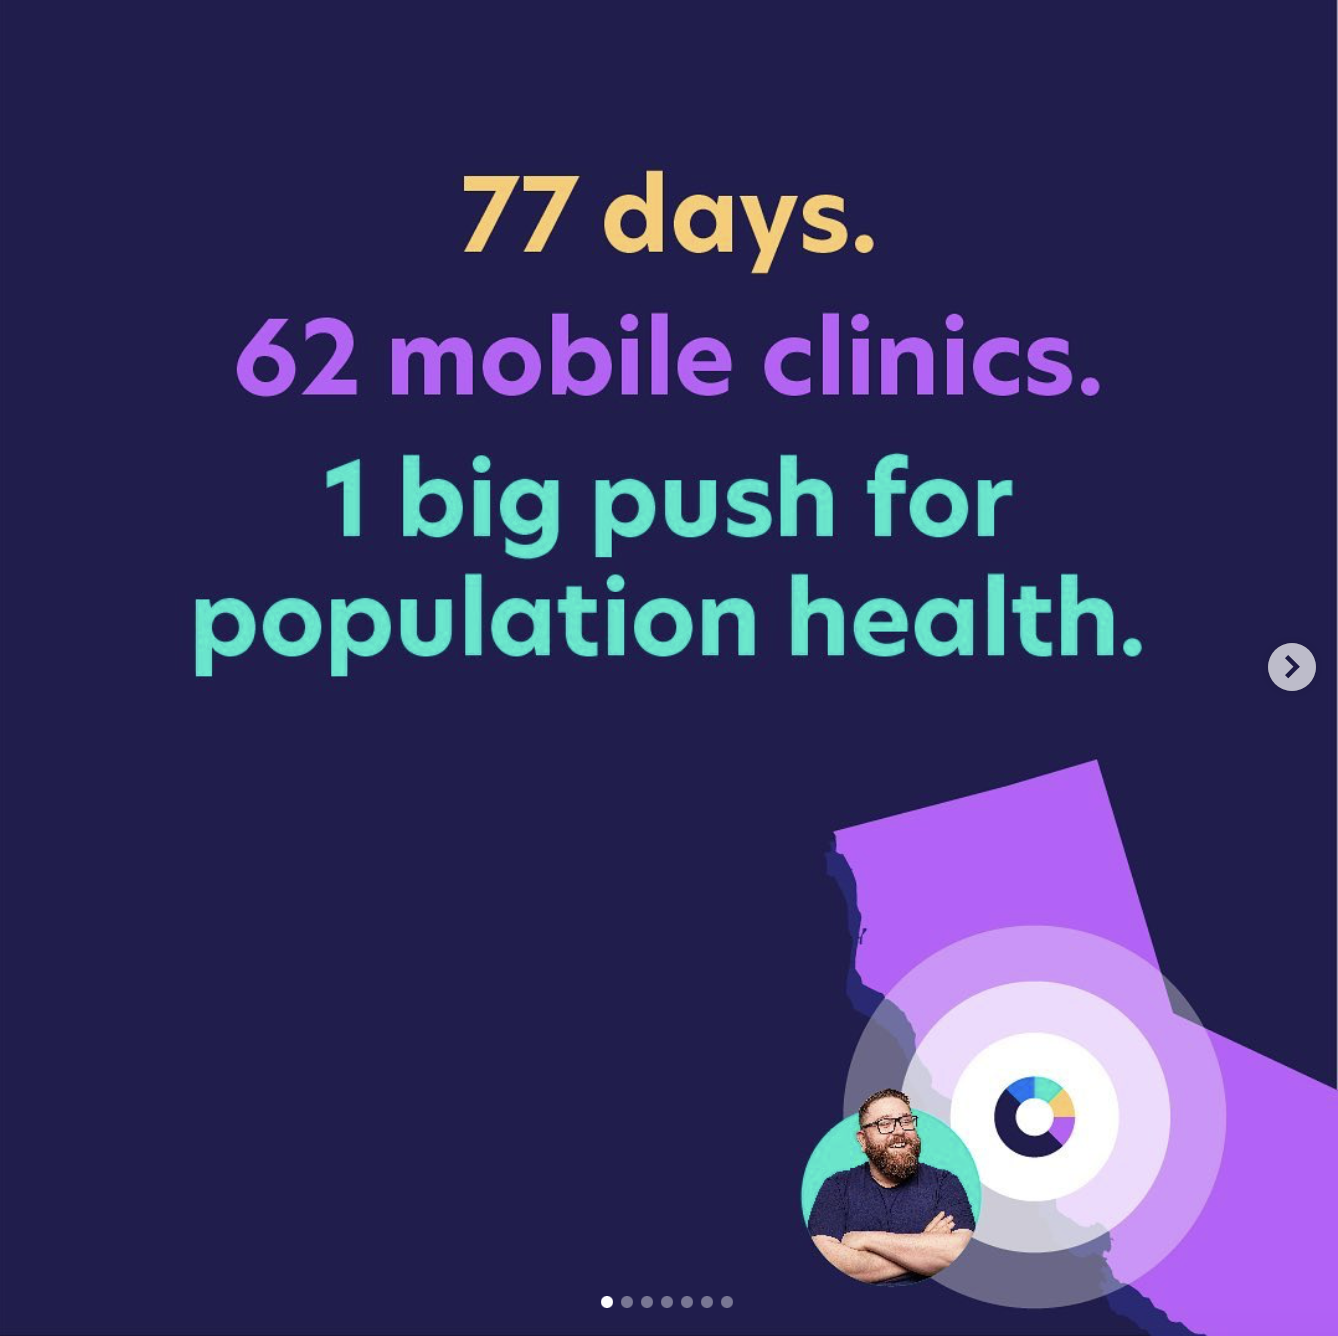 77 days.
62 mobile clinics.
1 big push for
population health.